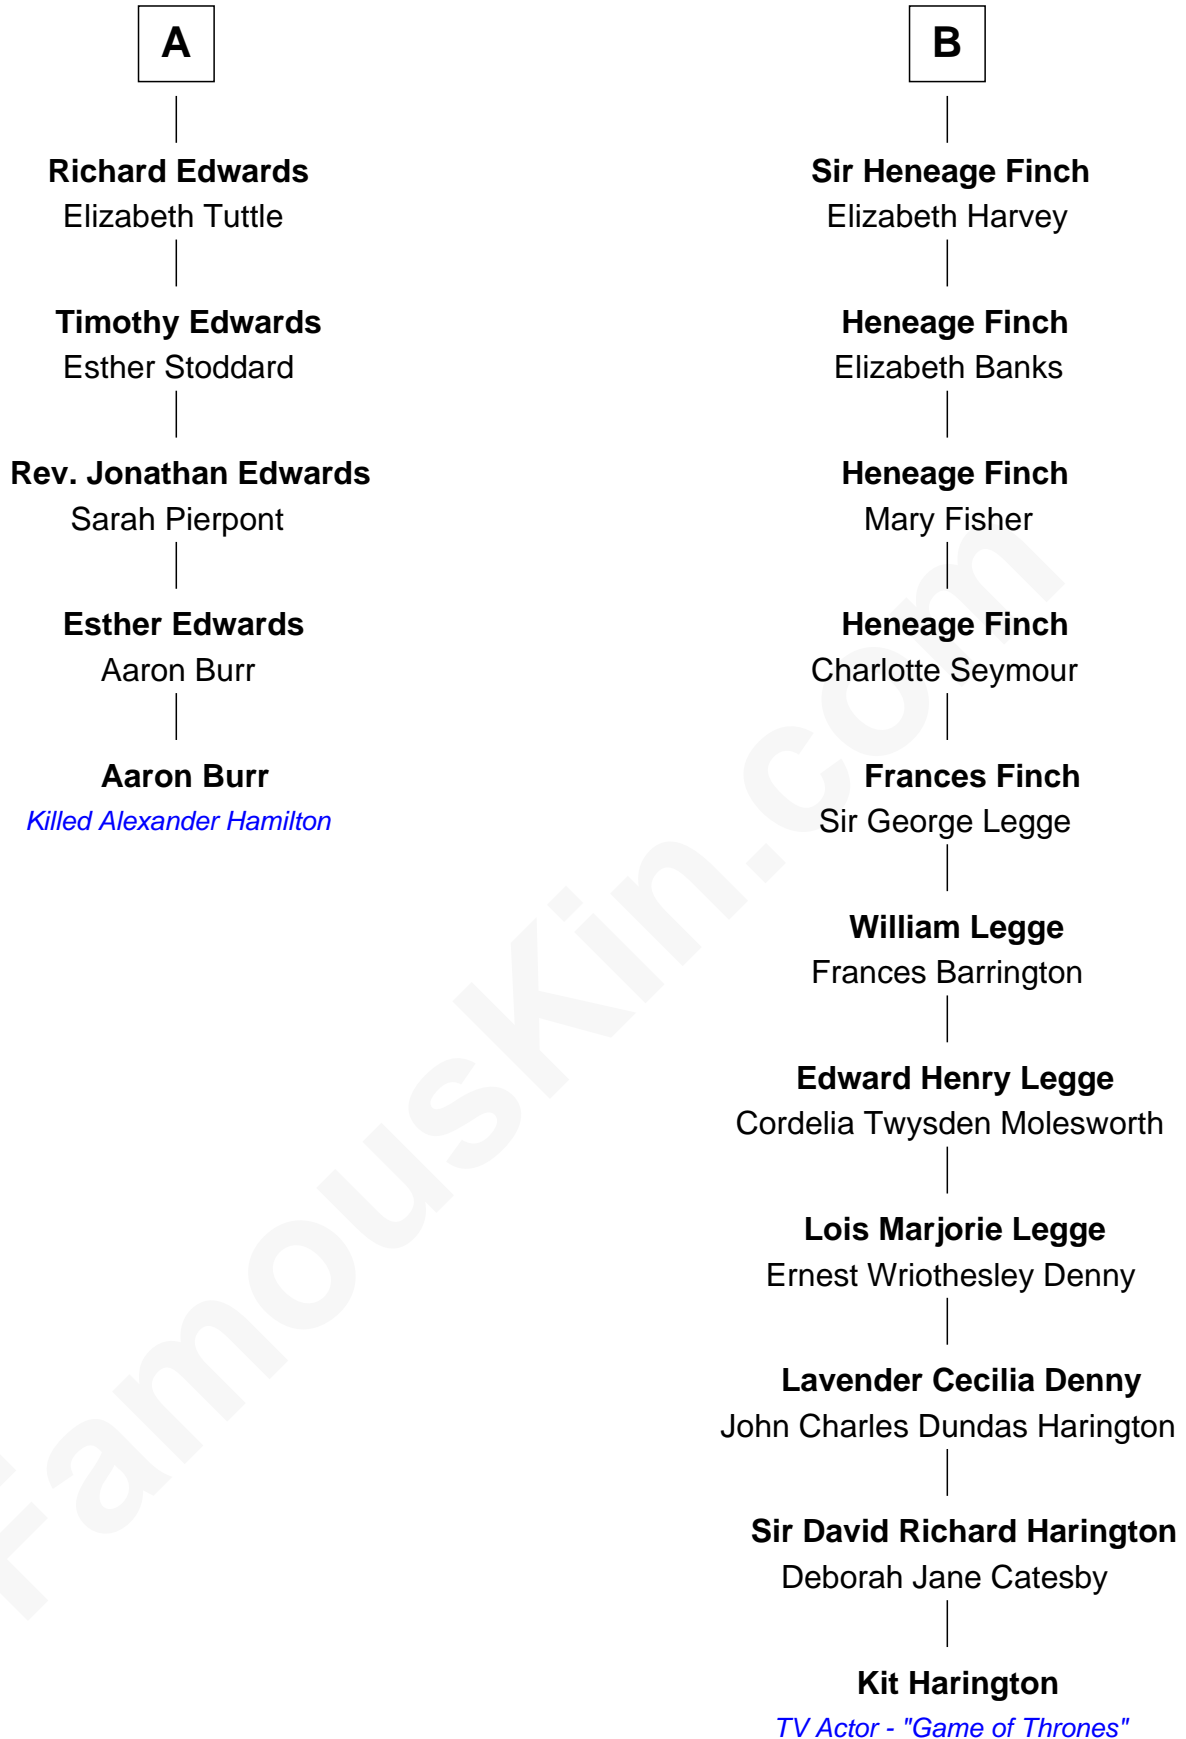 A
Richard Edwards
Elizabeth Tuttle
Timothy Edwards
Esther Stoddard
Rev. Jonathan Edwards
Sarah Pierpont
Esther Edwards
Aaron Burr
Aaron Burr
Killed Alexander Hamilton
B
Sir Heneage Finch
Elizabeth Harvey
Heneage Finch
Elizabeth Banks
Heneage Finch
Mary Fisher
Heneage Finch
Charlotte Seymour
Frances Finch
Sir George Legge
William Legge
Frances Barrington
Edward Henry Legge
Cordelia Twysden Molesworth
Lois Marjorie Legge
Ernest Wriothesley Denny
Lavender Cecilia Denny
John Charles Dundas Harington
Sir David Richard Harington
Deborah Jane Catesby
Kit Harington
TV Actor - "Game of Thrones"
FamousKin.com